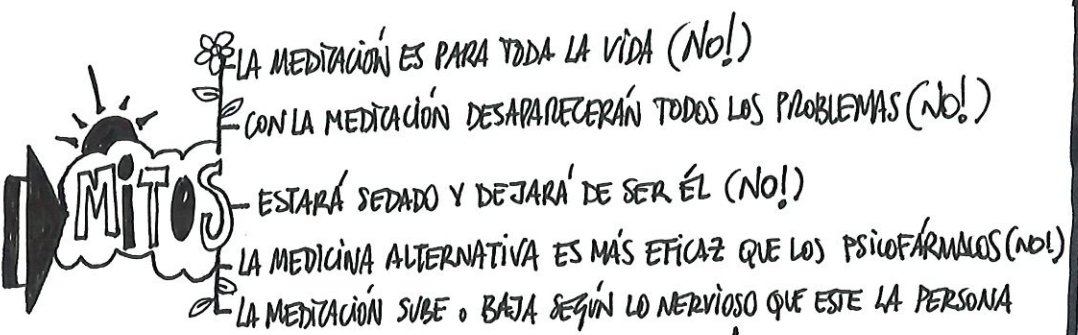 MITOS
- LA MEDITACIÓN ES PARA TODA LA VIDA (NO!)
- CON LA MEDITACIÓN DESAPARECERÁN TODOS LOS PROBLEMAS (NO!)
- ESTARÁ SEDADO Y DEJARÁ DE SER ÉL (NO!)
- LA MEDICINA ALTERNATIVA ES MÁS EFICAZ QUE LOS PSICOFÁRMACOS (NO!)
- LA MEDITACIÓN SUBE O BAJA SEGÚN LO NERVIOSO QUE ESTE LA PERSONA